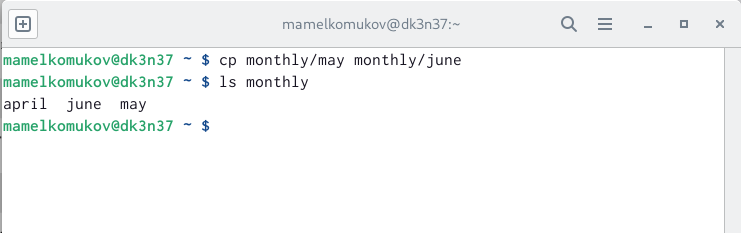 mamelkomukov@dk3n37:~
mamelkomukov@dk3n37 ~ $ cp monthly/may monthly/june
mamelkomukov@dk3n37 ~ $ ls monthly
april  june  may
mamelkomukov@dk3n37 ~ $